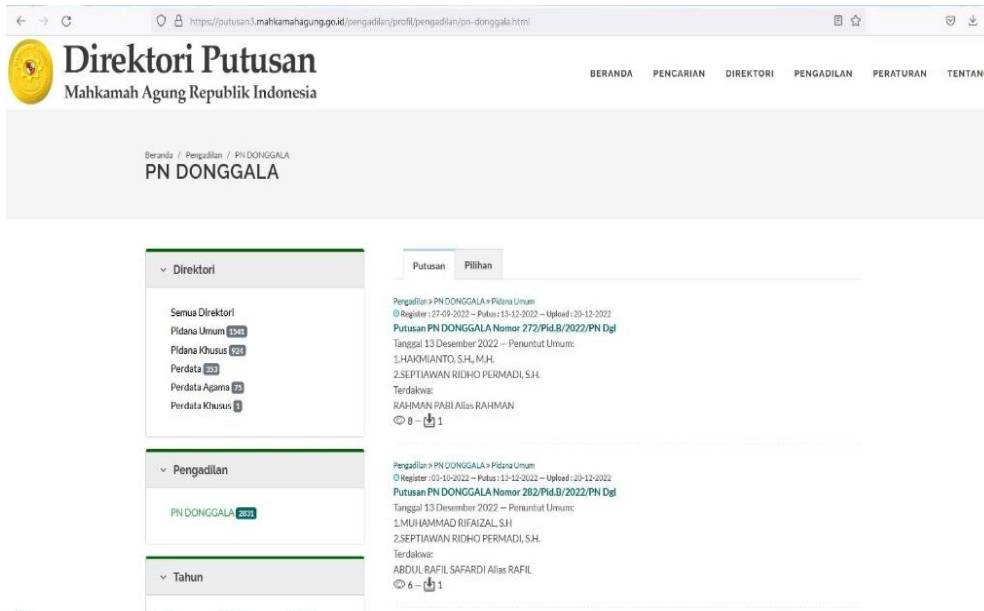 https://putusan3.mahkamahagung.go.id/pengadilan/profil/pengadilan/pn-donggala.html
Direktori Putusan
Mahkamah Agung Republik Indonesia
BERANDA PENCARIAN DIREKTORI PENGADILAN PERATURAN TENTANG
Beranda / Pengadilan / PN DONGGALA
PN DONGGALA
Direktori
Semua Direktori
Pidana Umum 1541
Pidana Khusus 924
Perdata 353
Perdata Agama 75
Perdata Khusus 1
Pengadilan
PN DONGGALA 2831
Tahun
Putusan Pilihan
Pengadilan » PN DONGGALA » Pidana Umum
Register : 27-09-2022 — Putus : 13-12-2022 — Upload : 20-12-2022
Putusan PN DONGGALA Nomor 272/Pid.B/2022/PN Dgl
Tanggal 13 Desember 2022 — Penuntut Umum:
1.HAKMIANTO, S.H., M.H.
2.SEPTIAWAN RIDHO PERMADI, S.H.
Terdakwa:
RAHMAN PABI Alias RAHMAN
8 — 1
Pengadilan » PN DONGGALA » Pidana Umum
Register : 03-10-2022 — Putus : 13-12-2022 — Upload : 20-12-2022
Putusan PN DONGGALA Nomor 282/Pid.B/2022/PN Dgl
Tanggal 13 Desember 2022 — Penuntut Umum:
1.MUHAMMAD RIFAIZAL, S.H
2.SEPTIAWAN RIDHO PERMADI, S.H.
Terdakwa:
ABDUL RAFIL SAFARDI Alias RAFIL
6 — 1